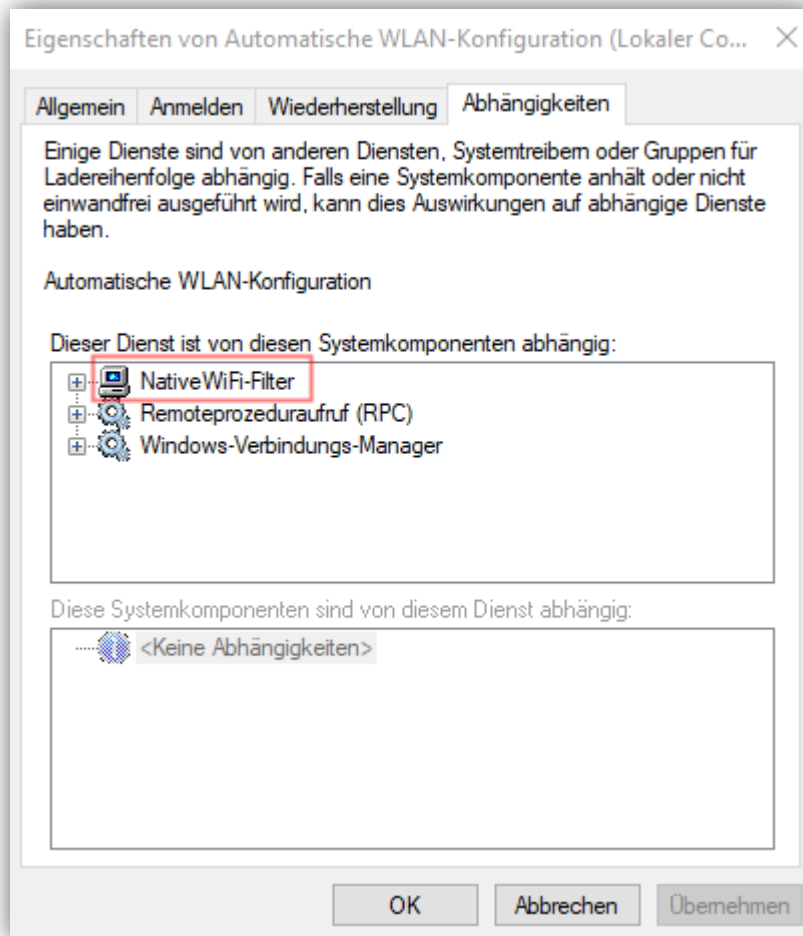 Eigenschaften von Automatische WLAN-Konfiguration (Lokaler Co...
Allgemein Anmelden Wiederherstellung Abhängigkeiten
Einige Dienste sind von anderen Diensten, Systemtreibern oder Gruppen für
Ladereihenfolge abhängig. Falls eine Systemkomponente anhält oder nicht
einwandfrei ausgeführt wird, kann dies Auswirkungen auf abhängige Dienste
haben.
Automatische WLAN-Konfiguration
Dieser Dienst ist von diesen Systemkomponenten abhängig:
NativeWiFi-Filter
Remoteprozeduraufruf (RPC)
Windows-Verbindungs-Manager
Diese Systemkomponenten sind von diesem Dienst abhängig:
<Keine Abhängigkeiten>
OK Abbrechen Übernehmen